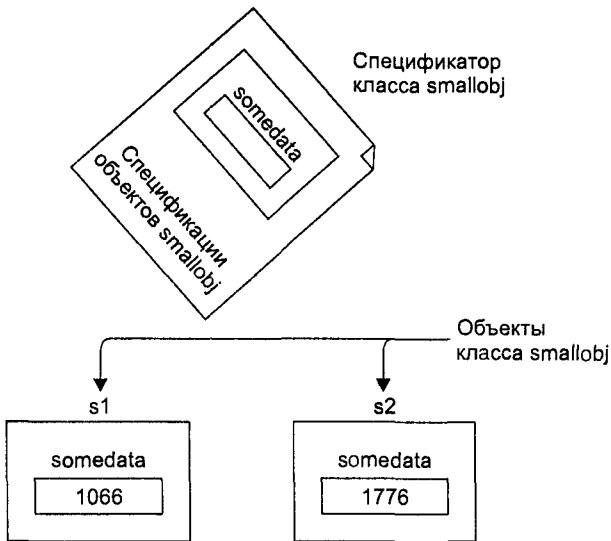 Спецификатор
класса smallobj
somedata
Спецификации
объектов smallobj
Объекты
класса smallobj
s1
s2
somedata
somedata
1066
1776